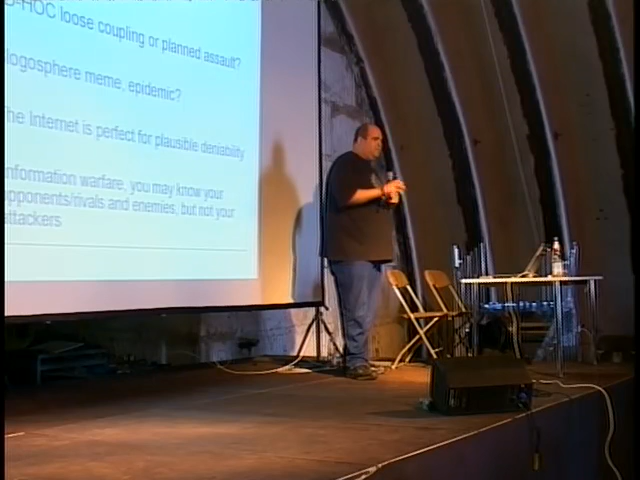 -HOC loose coupling or planned assault?
logosphere meme, epidemic?
The Internet is perfect for plausible deniability
nformation warfare, you may know your
opponents/rivals and enemies, but not your
attackers